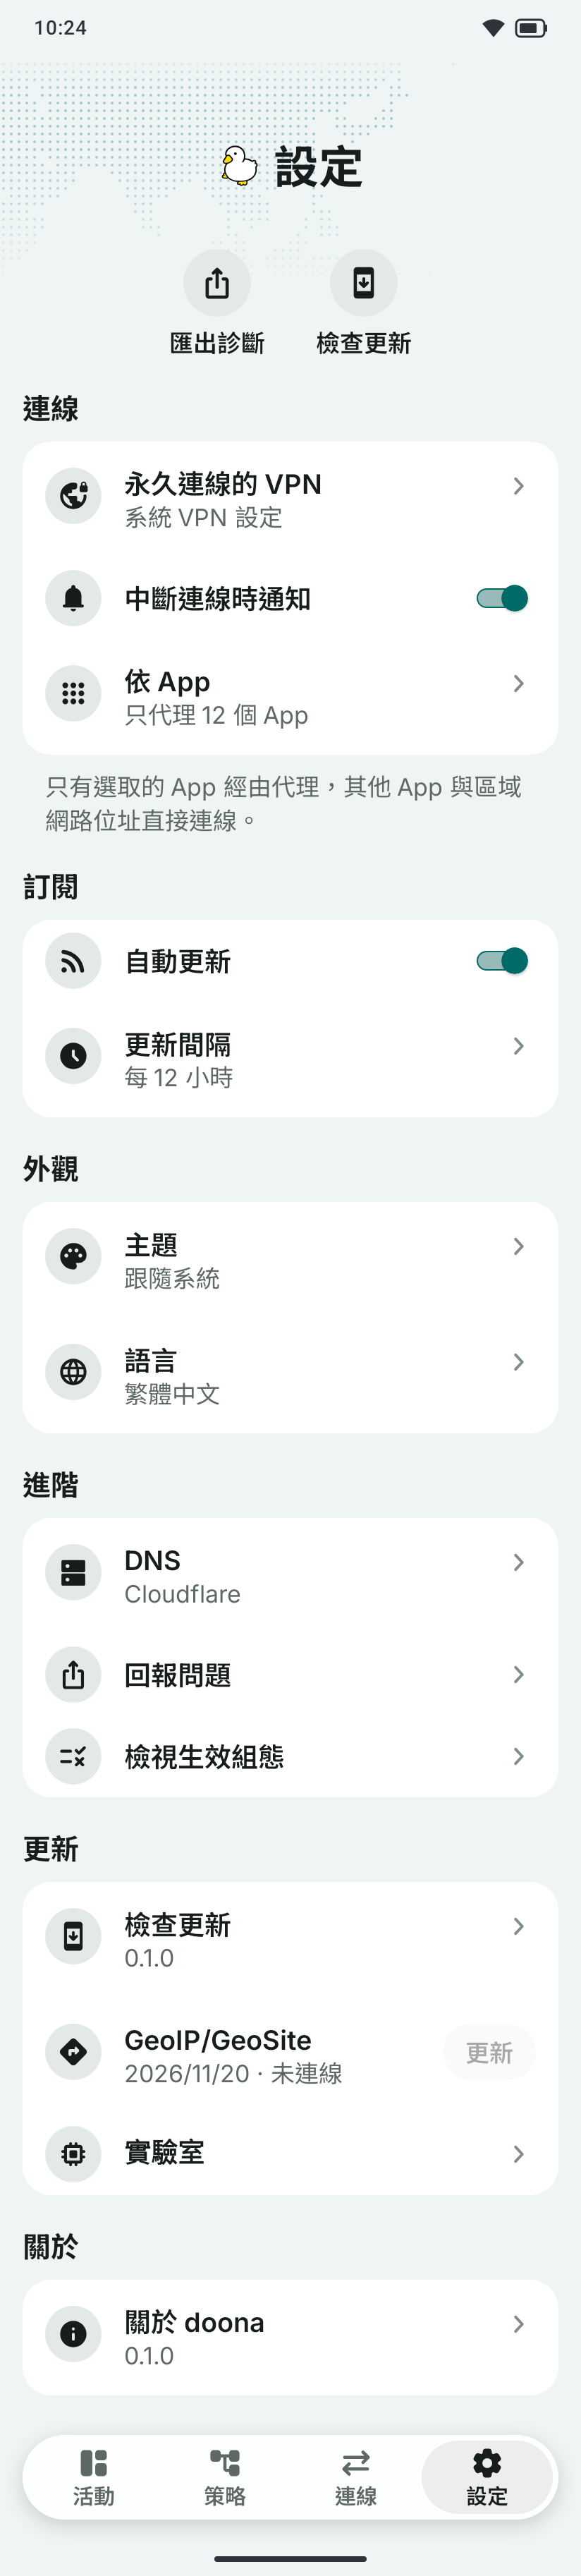 10:24
設定
匯出診斷
檢查更新
連線
永久連線的 VPN
系統 VPN 設定
中斷連線時通知
依 App
只代理 12 個 App
只有選取的 App 經由代理，其他 App 與區域
網路位址直接連線。
訂閱
自動更新
更新間隔
每 12 小時
外觀
主題
跟隨系統
語言
繁體中文
進階
DNS
Cloudflare
回報問題
檢視生效組態
更新
檢查更新
0.1.0
GeoIP/GeoSite
2026/11/20 · 未連線
更新
實驗室
關於
關於 doona
0.1.0
活動
策略
連線
設定